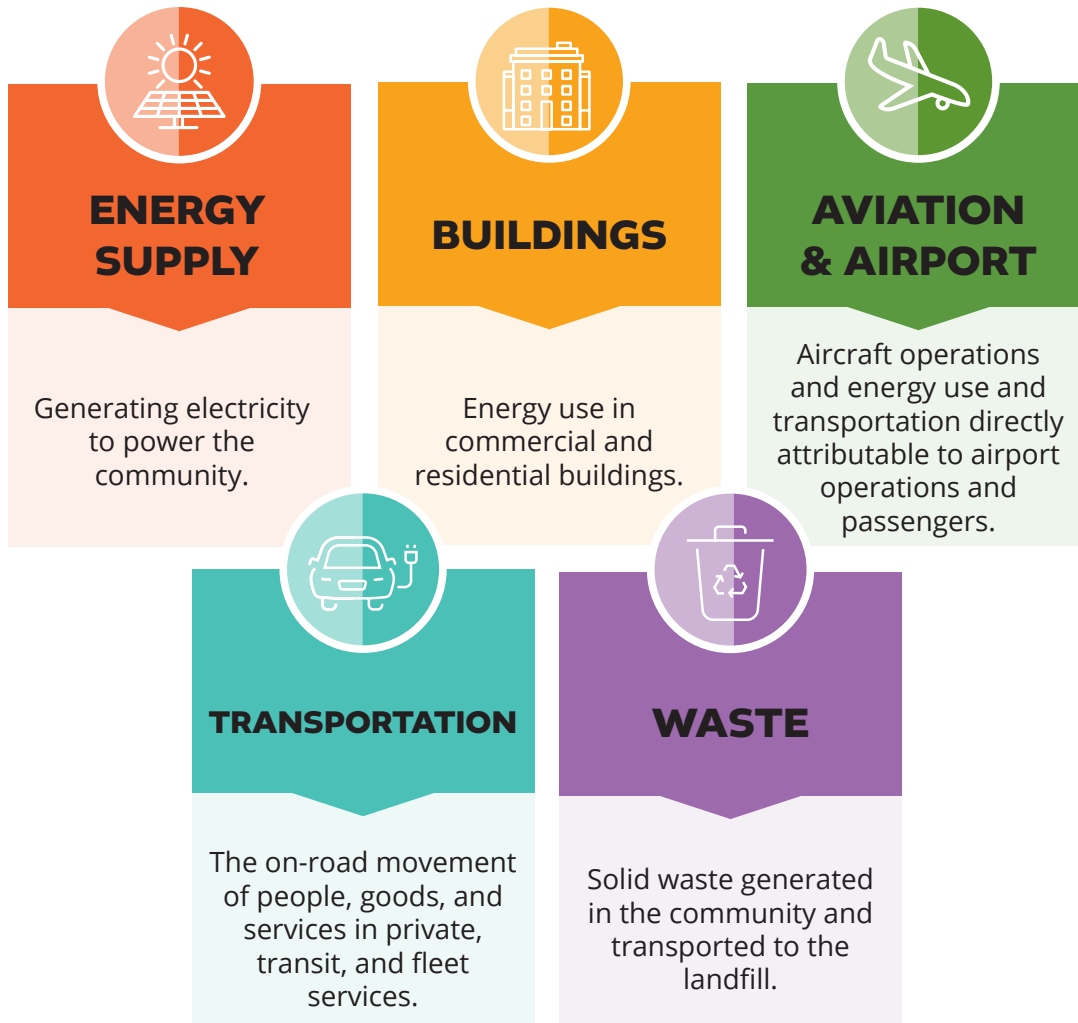 ENERGY
SUPPLY
Generating electricity
to power the
community.
BUILDINGS
Energy use in
commercial and
residential buildings.
AVIATION
& AIRPORT
Aircraft operations
and energy use and
transportation directly
attributable to airport
operations and
passengers.
TRANSPORTATION
The on-road movement
of people, goods, and
services in private,
transit, and fleet
services.
WASTE
Solid waste generated
in the community and
transported to the
landfill.